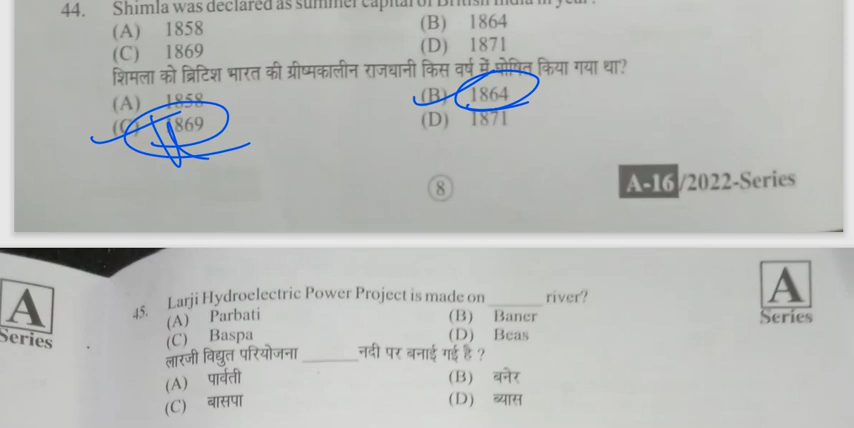 44. Shimla was declared as summer capital of British India in year?
(A) 1858 (B) 1864
(C) 1869 (D) 1871
शिमला को ब्रिटिश भारत की ग्रीष्मकालीन राजधानी किस वर्ष में घोषित किया गया था?
(A) 1858 (B) 1864
(C) 1869 (D) 1871
8 A-16/2022-Series
A
Series
A
Series
45. Larji Hydroelectric Power Project is made on ______ river?
(A) Parbati (B) Baner
(C) Baspa (D) Beas
लारजी विद्युत परियोजना ______ नदी पर बनाई गई है ?
(A) पार्वती (B) बनेर
(C) बासपा (D) ब्यास